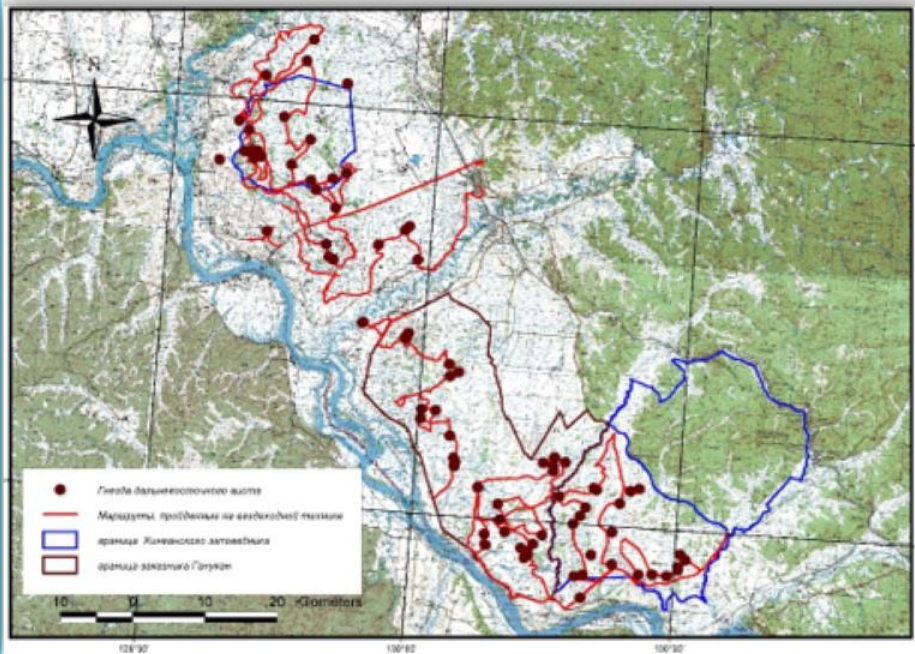 N
Гнезда дальневосточного аиста
Маршруты, пройденные на вездеходной технике
граница Хинганского заповедника
граница заказника Ганукан
10 0 10 20 Kilometers
130°00'
130°30'